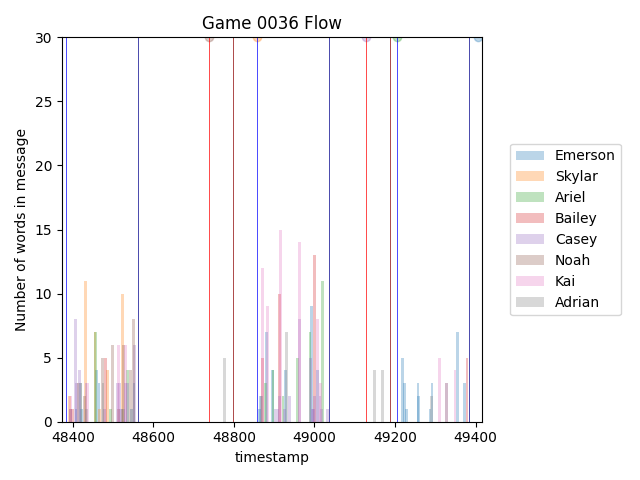 Game 0036 Flow
Number of words in message
30
25
20
15
10
5
0
48400 48600 48800 49000 49200 49400
timestamp
Emerson
Skylar
Ariel
Bailey
Casey
Noah
Kai
Adrian